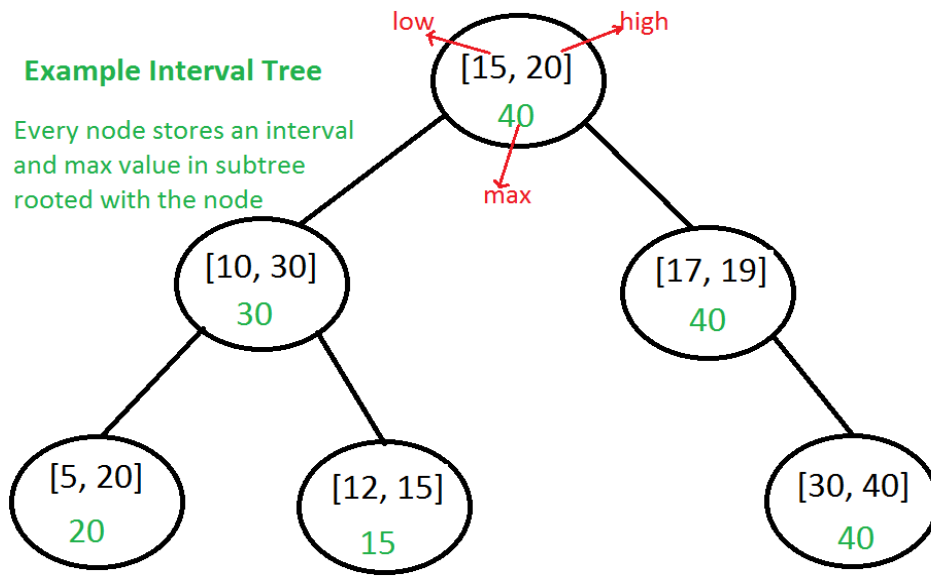 low
high
Example Interval Tree
[15, 20]
40
Every node stores an interval
and max value in subtree
rooted with the node
max
[10, 30]
30
[17, 19]
40
[5, 20]
20
[12, 15]
15
[30, 40]
40